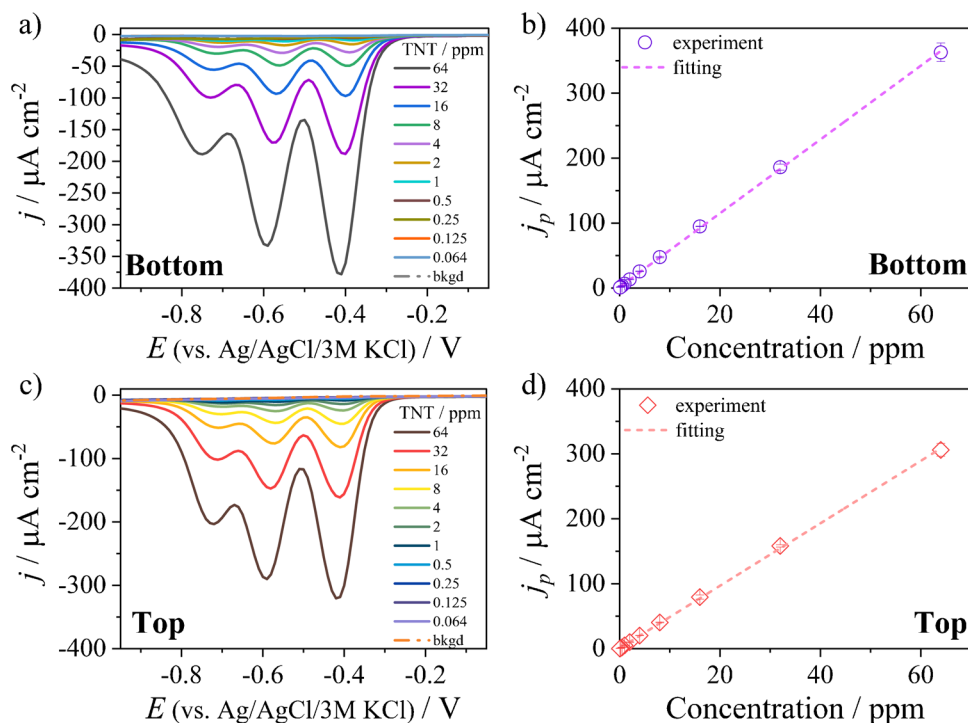 a)
0
-50
-100
-150
-200
-250
-300
-350
-400
j / μA cm-2
TNT / ppm
64
32
16
8
4
2
1
0.5
0.25
0.125
0.064
bkgd
Bottom
-0.8
-0.6
-0.4
-0.2
E (vs. Ag/AgCl/3M KCl) / V
b)
400
300
200
100
0
jp / μA cm-2
experiment
fitting
Bottom
0
20
40
60
Concentration / ppm
c)
0
-100
-200
-300
-400
j / μA cm-2
TNT / ppm
64
32
16
8
4
2
1
0.5
0.25
0.125
0.064
bkgd
Top
-0.8
-0.6
-0.4
-0.2
E (vs. Ag/AgCl/3M KCl) / V
d)
400
300
200
100
0
jp / μA cm-2
experiment
fitting
Top
0
20
40
60
Concentration / ppm